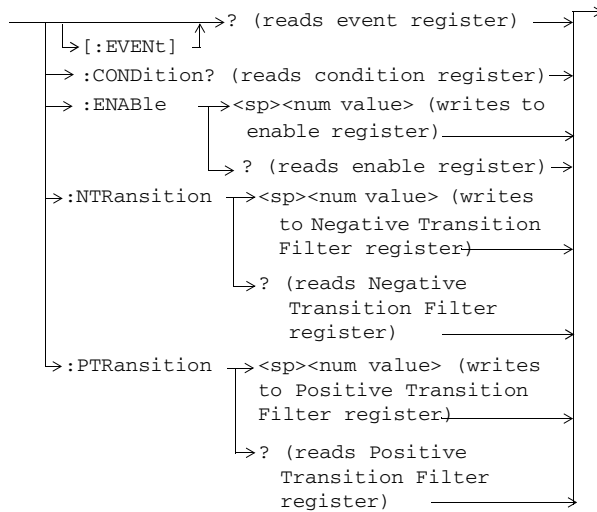 ? (reads event register)
[:EVENt]
:CONDition? (reads condition register)
:ENABle <sp><num value> (writes to
enable register)
? (reads enable register)
:NTRansition <sp><num value> (writes
to Negative Transition
Filter register)
? (reads Negative
Transition Filter
register)
:PTRansition <sp><num value> (writes
to Positive Transition
Filter register)
? (reads Positive
Transition Filter
register)